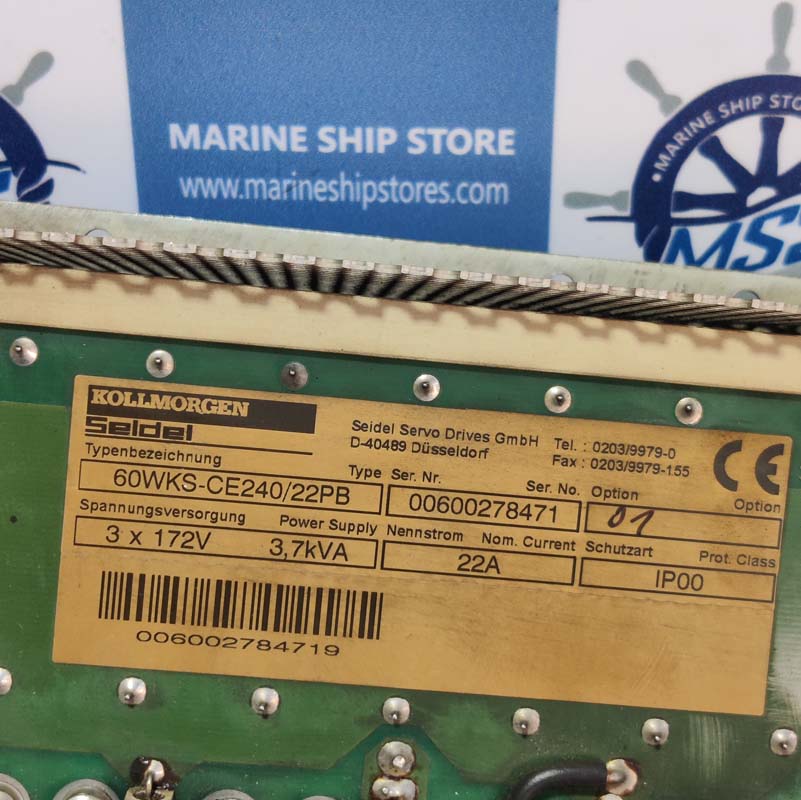 MARINE SHIP STORE
www.marineshipstores.com
MARINE SHIP STORE
MSS
KOLLMORGEN
Seidel
Seidel Servo Drives GmbH
D-40489 Düsseldorf
Tel. : 0203/9979-0
Fax : 0203/9979-155
CE
Typenbezeichnung Type
60WKS-CE240/22PB
Ser. Nr. Ser. No.
00600278471
Option Option
01
Spannungsversorgung Power Supply
3 x 172V 3,7kVA
Nennstrom Nom. Current
22A
Schutzart Prot. Class
IP00
006002784719